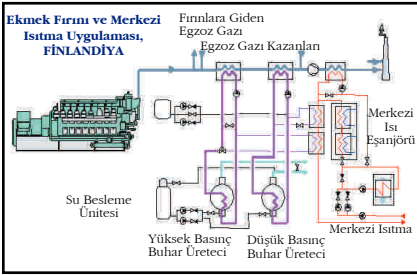 Ekmek Fırını ve Merkezi
Isıtma Uygulaması,
FİNLANDİYA
Fırınlara Giden
Egzoz Gazı
Egzoz Gazı Kazanları
Merkezi
Isı
Eşanjörü
Su Besleme
Ünitesi
Yüksek Basınç
Buhar Üreteci
Düşük Basınç
Buhar Üreteci
Merkezi Isıtma